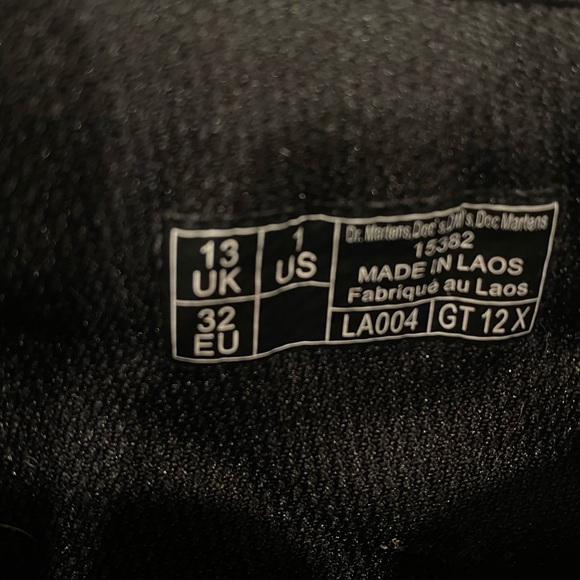 13
UK
1
US
32
EU
Dr. Martens, Doc's, DM's, Doc Martens
15382
MADE IN LAOS
Fabriqué au Laos
LA004
GT 12 X